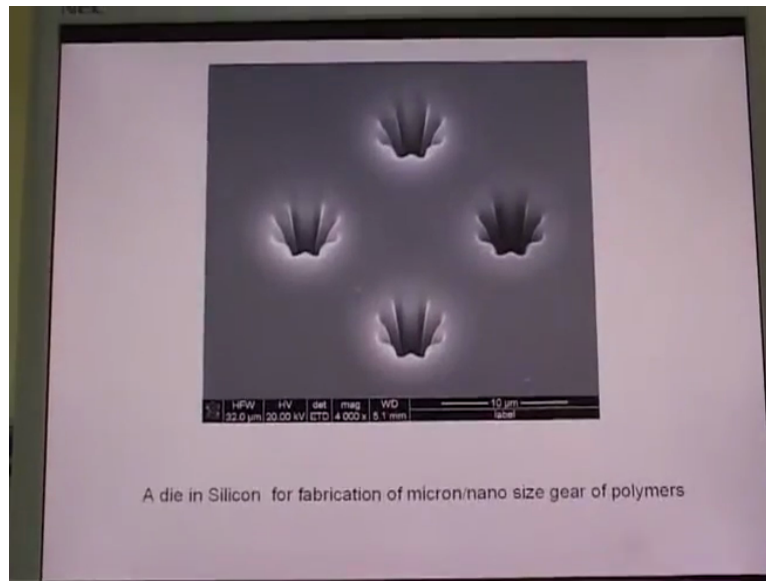 NEC
HFW HV det mag WD 10 µm
32.0 µm 20.00 kV ETD 4 000 x 5.1 mm label
A die in Silicon for fabrication of micron/nano size gear of polymers